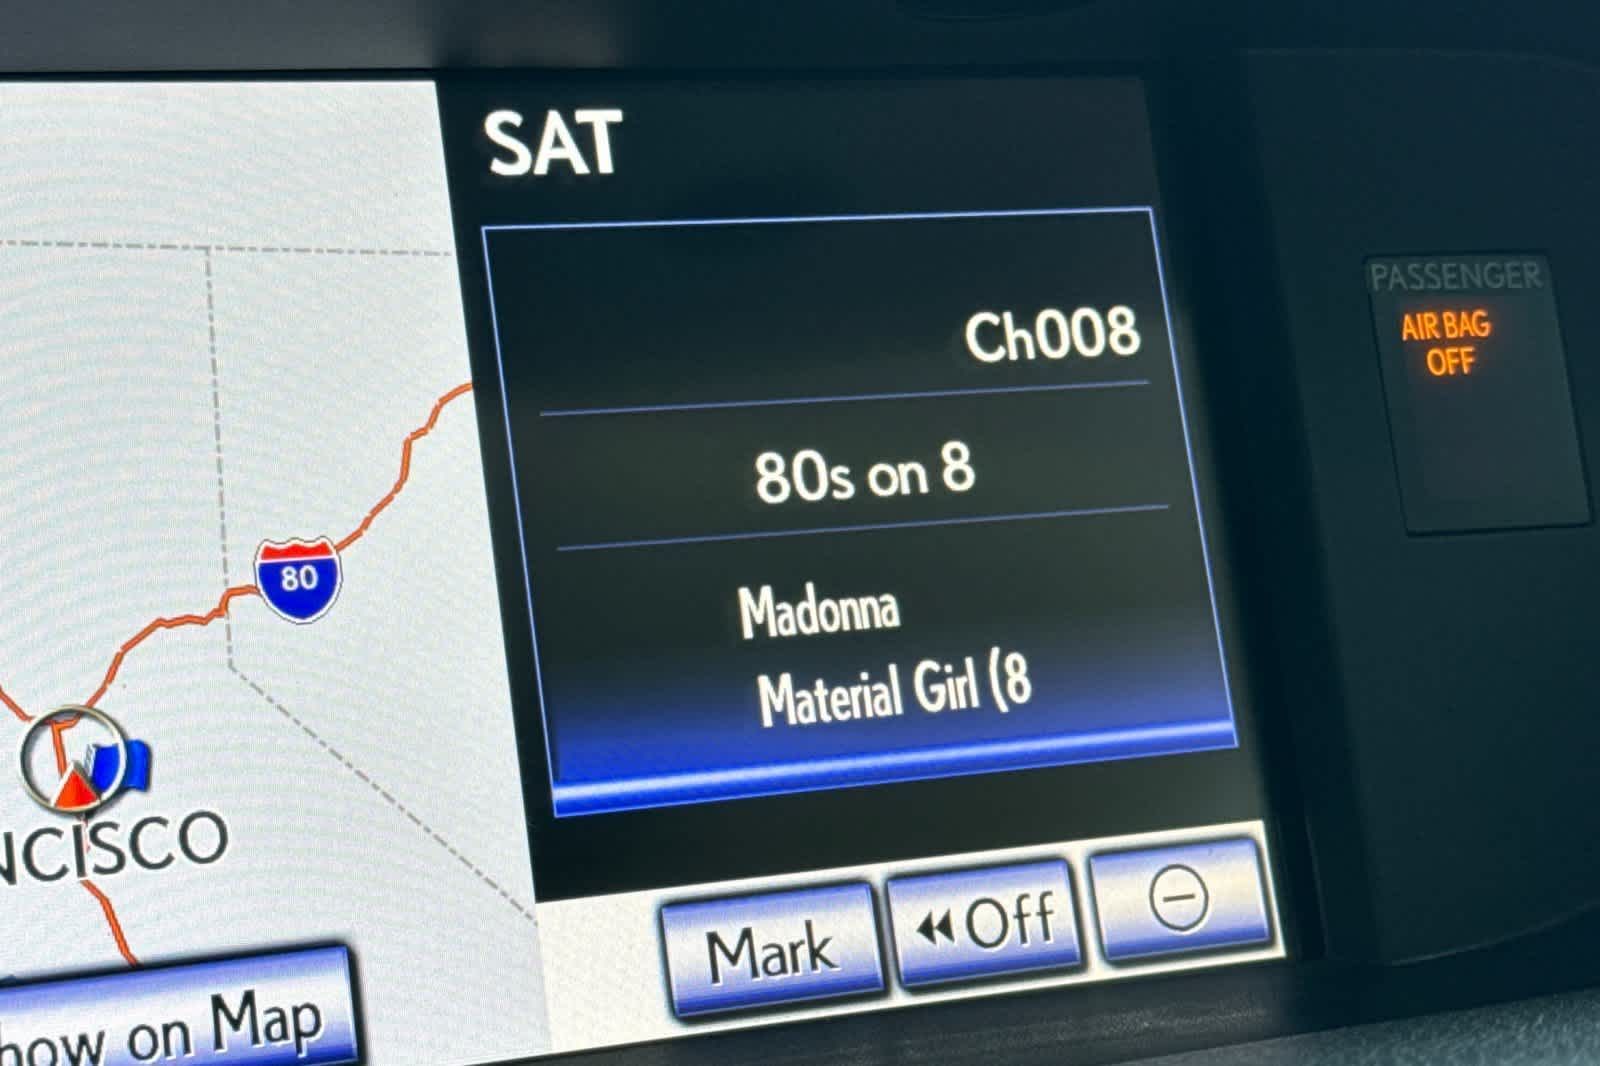 SAT
Ch008
80s on 8
Madonna
Material Girl (8
PASSENGER
AIR BAG
OFF
80
NCISCO
how on Map
Mark
Off